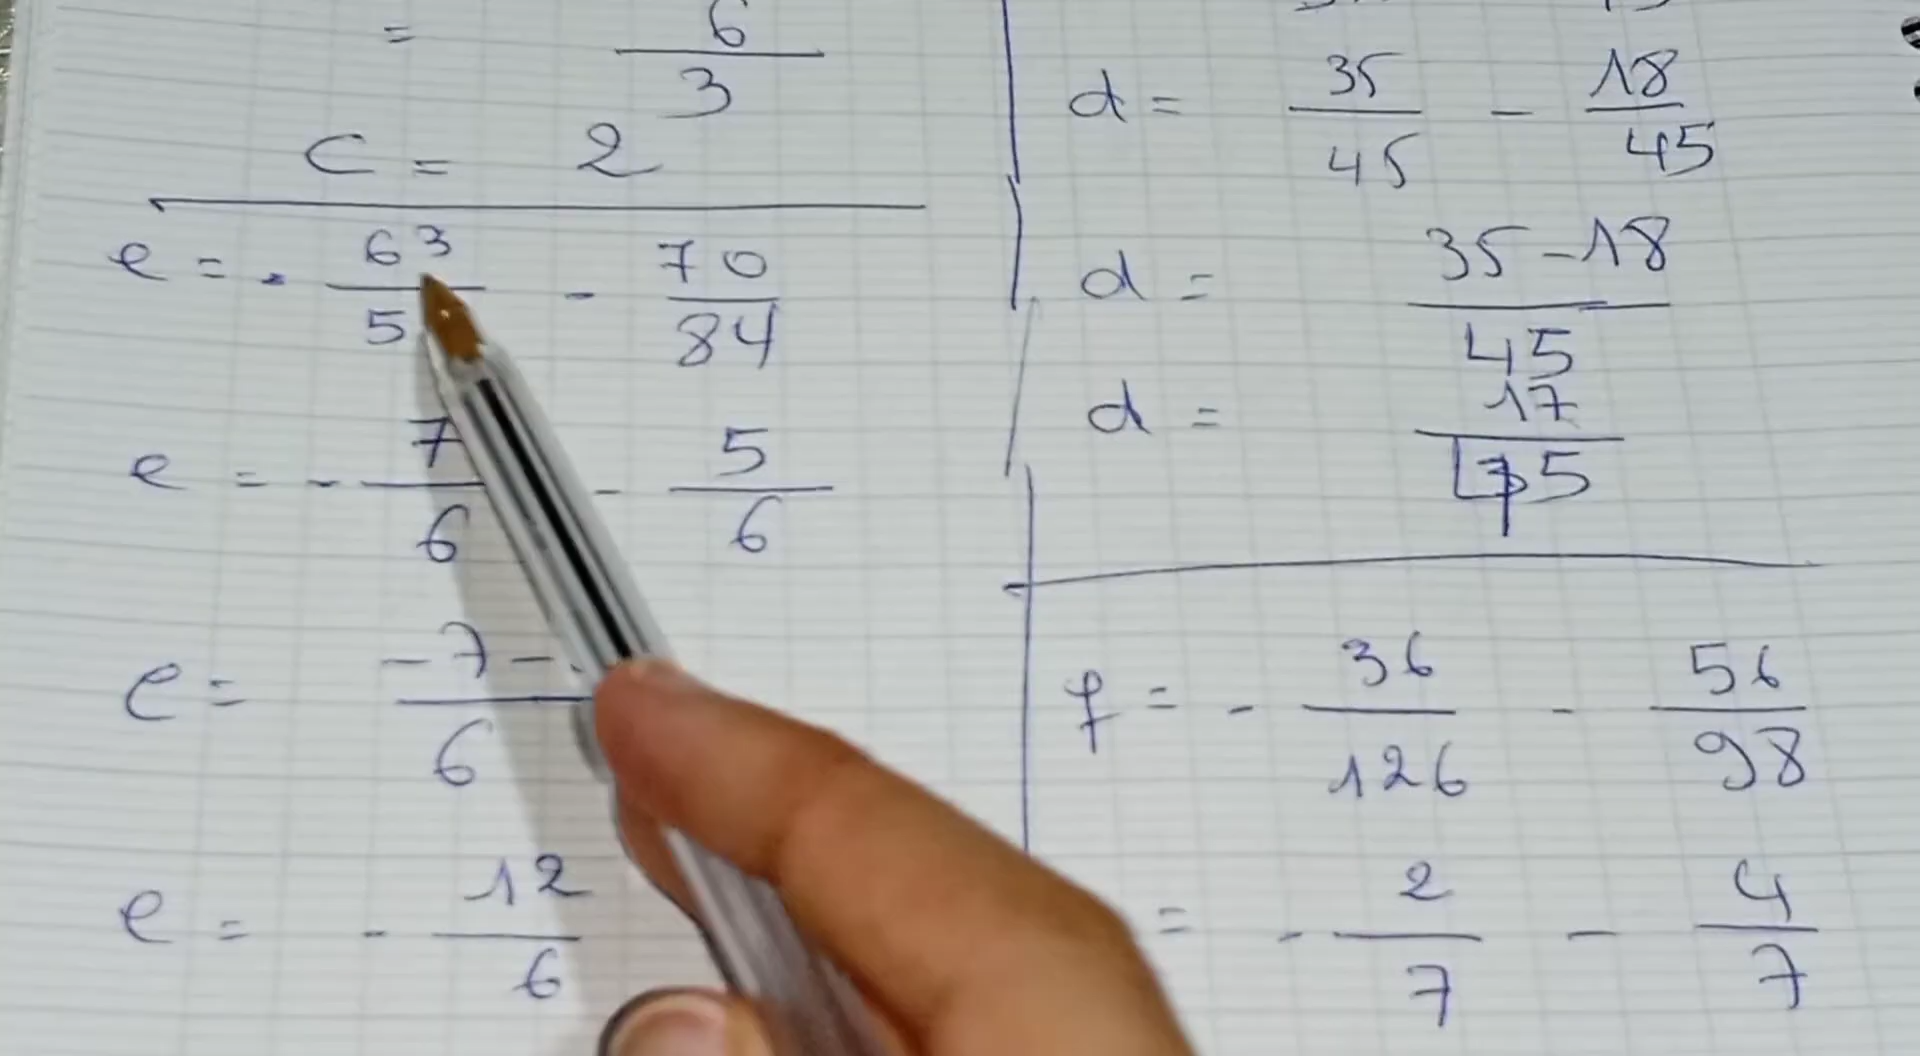 = 6/3
c = 2
e = - 63/5 - 70/84
e = - 7/6 - 5/6
e = -7 - /6
e = - 12/6
d = 35/45 - 18/45
d = 35-18/45
d = 17/45
f = - 36/126 - 56/98
= - 2/7 - 4/7